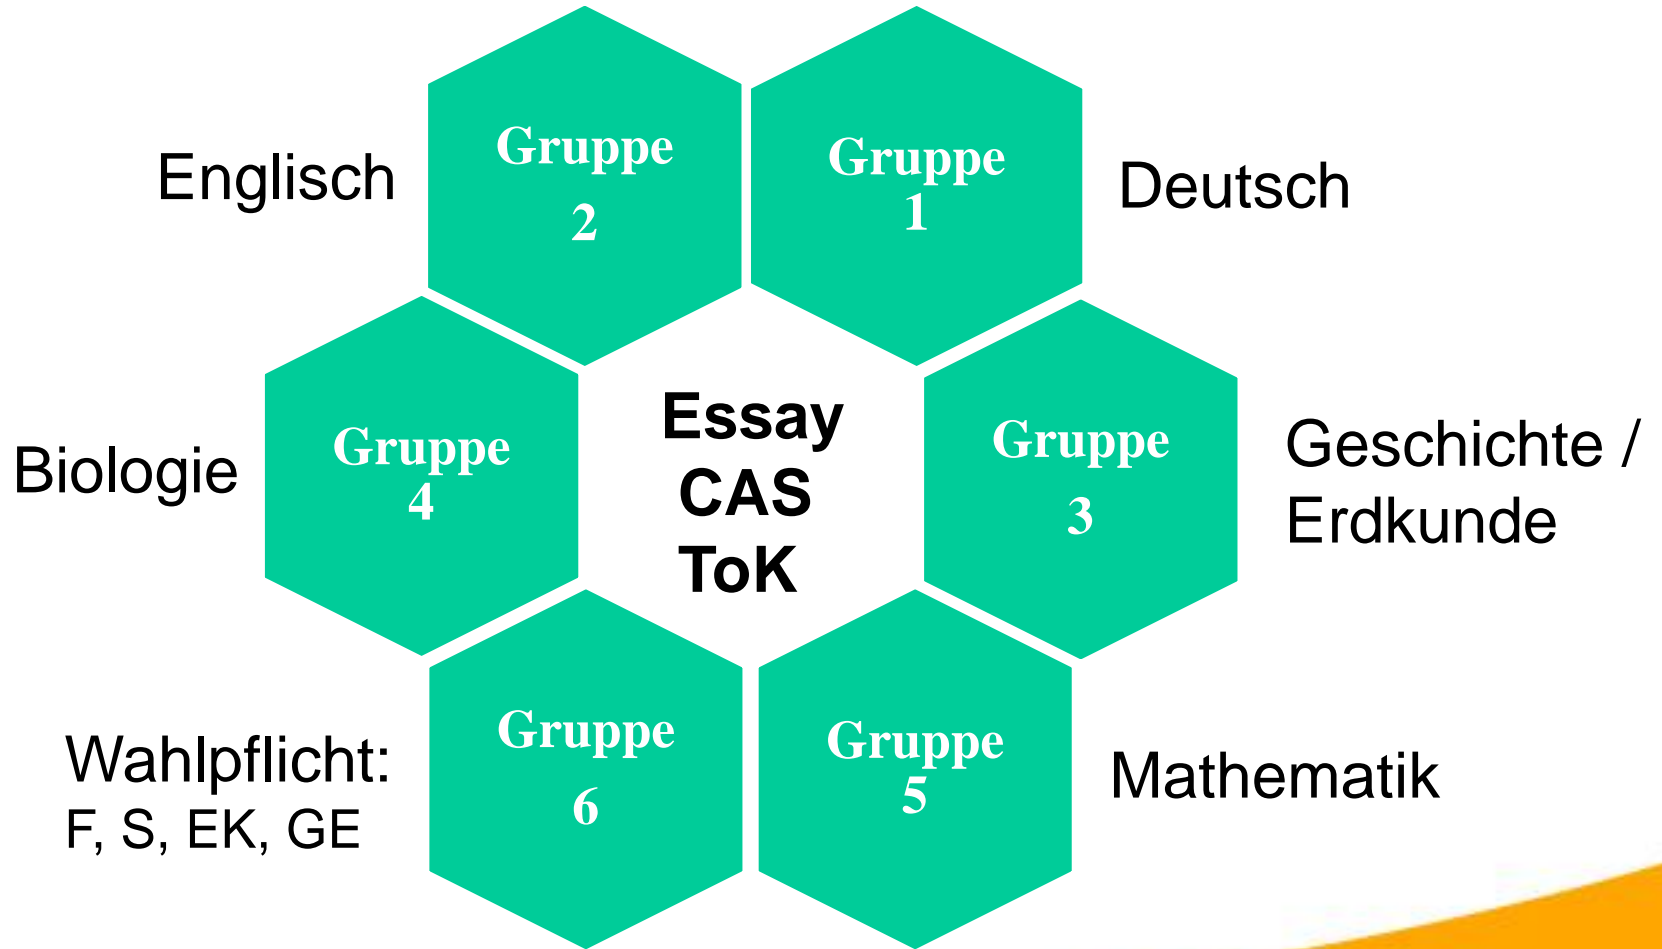 Englisch
Gruppe
2
Gruppe
1
Deutsch
Biologie
Gruppe
4
Essay
CAS
ToK
Gruppe
3
Geschichte /
Erdkunde
Wahlpflicht:
F, S, EK, GE
Gruppe
6
Gruppe
5
Mathematik